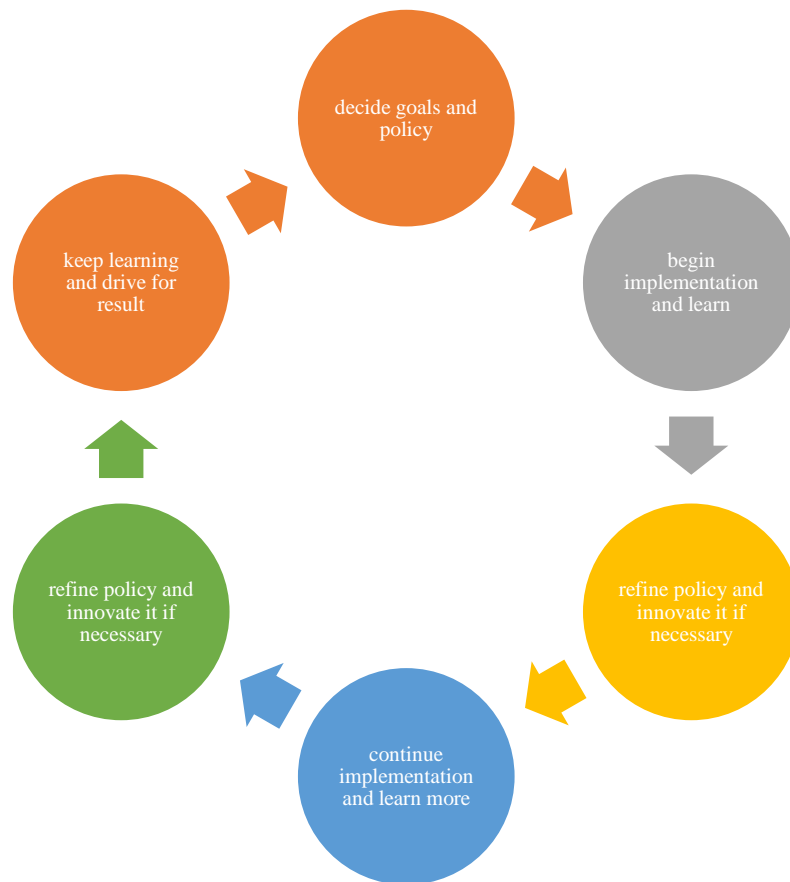 decide goals and
policy
begin
implementation
and learn
refine policy and
innovate it if
necessary
continue
implementation
and learn more
refine policy and
innovate it if
necessary
keep learning
and drive for
result